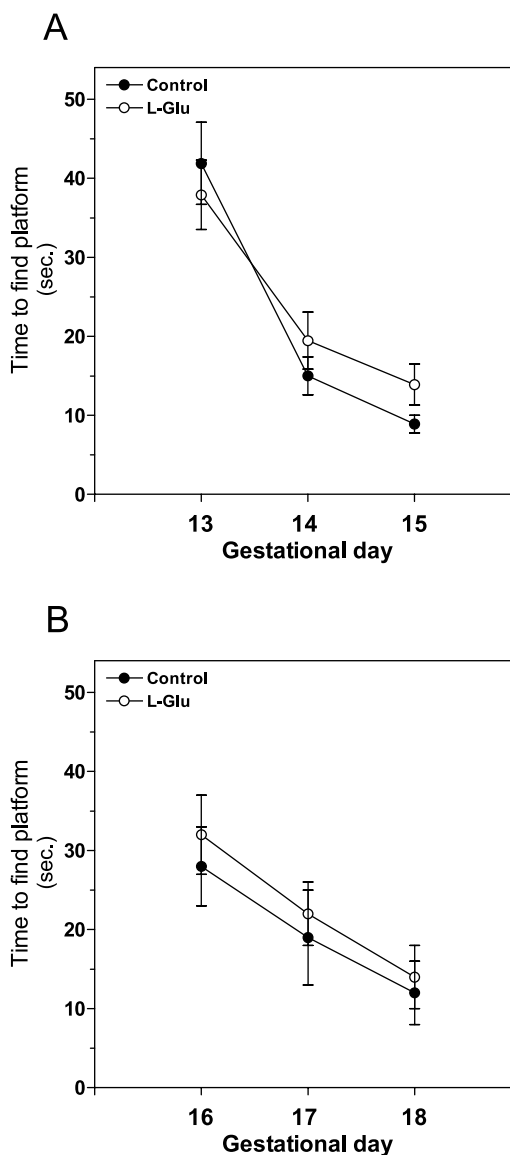 A
Control
L-Glu
50
40
30
20
10
0
Time to find platform
(sec.)
13 14 15
Gestational day
B
Control
L-Glu
50
40
30
20
10
0
Time to find platform
(sec.)
16 17 18
Gestational day